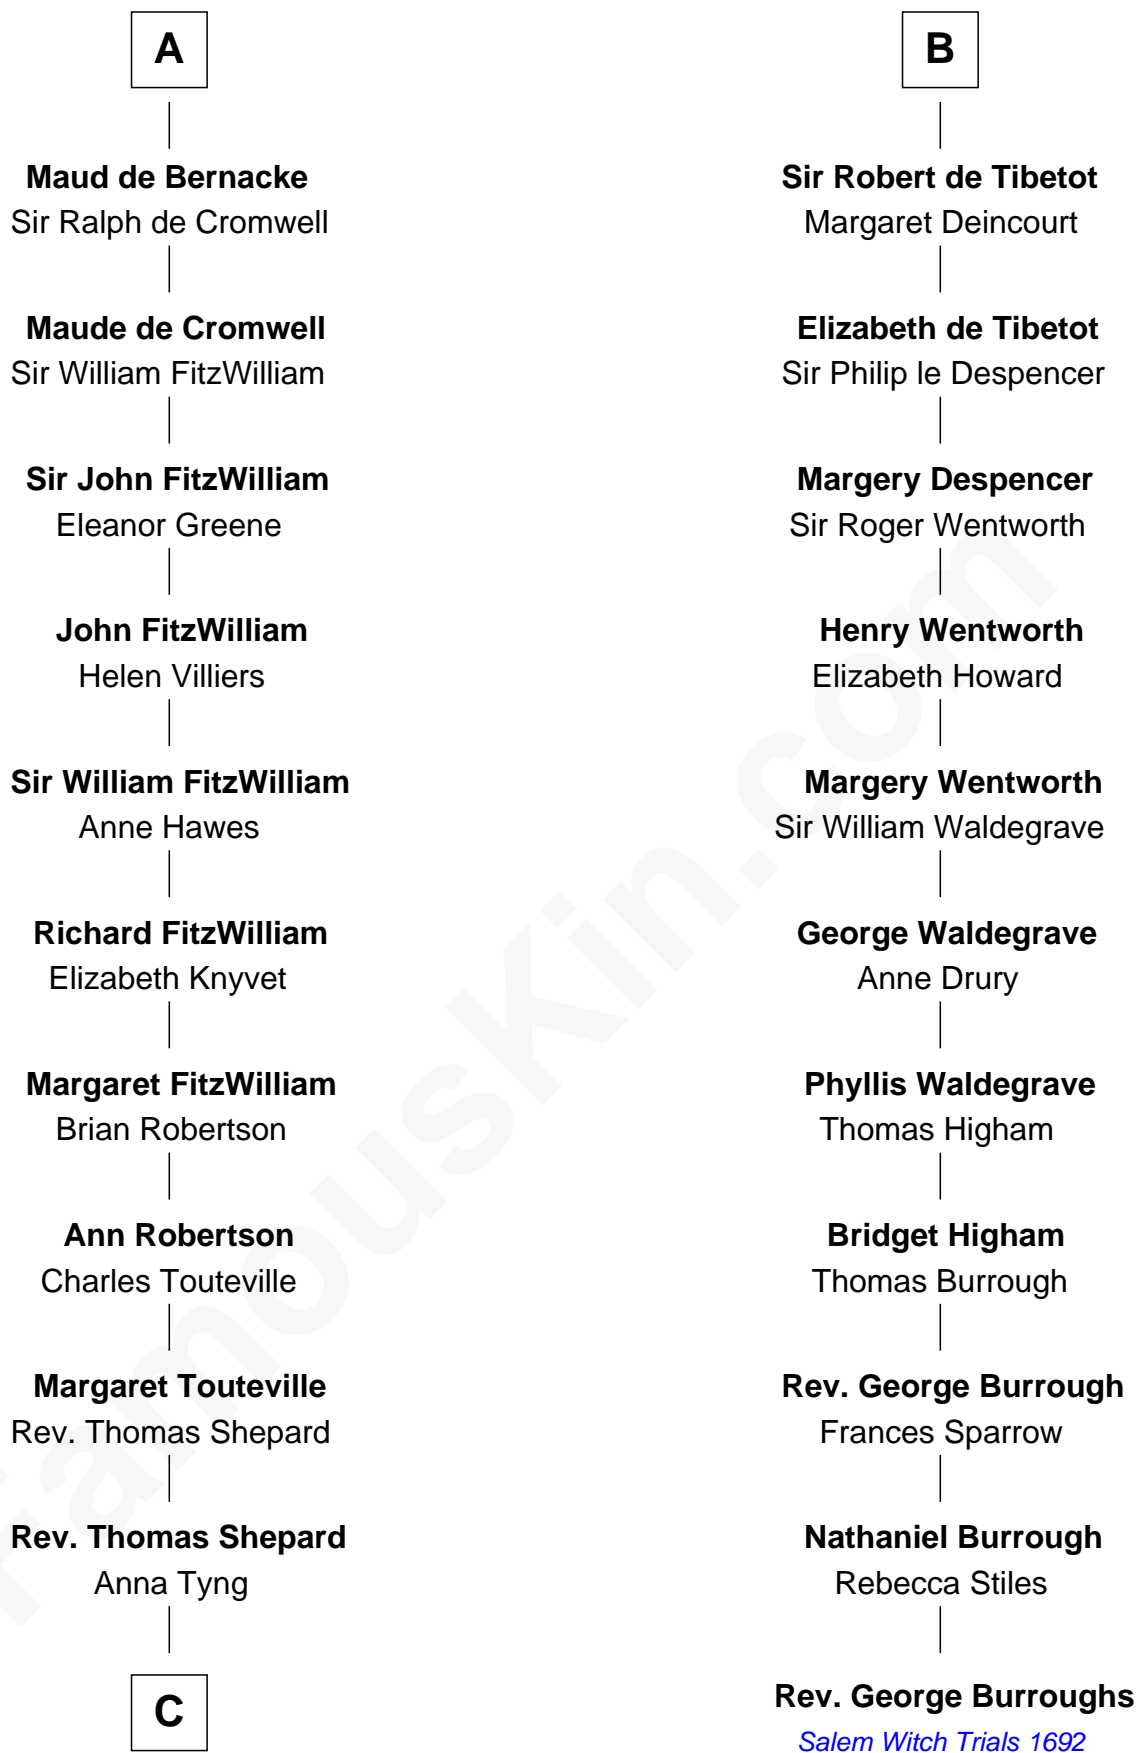 A
Maud de Bernacke
Sir Ralph de Cromwell
Maude de Cromwell
Sir William FitzWilliam
Sir John FitzWilliam
Eleanor Greene
John FitzWilliam
Helen Villiers
Sir William FitzWilliam
Anne Hawes
Richard FitzWilliam
Elizabeth Knyvet
Margaret FitzWilliam
Brian Robertson
Ann Robertson
Charles Touteville
Margaret Touteville
Rev. Thomas Shepard
Rev. Thomas Shepard
Anna Tyng
C
B
Sir Robert de Tibetot
Margaret Deincourt
Elizabeth de Tibetot
Sir Philip le Despencer
Margery Despencer
Sir Roger Wentworth
Henry Wentworth
Elizabeth Howard
Margery Wentworth
Sir William Waldegrave
George Waldegrave
Anne Drury
Phyllis Waldegrave
Thomas Higham
Bridget Higham
Thomas Burrough
Rev. George Burrough
Frances Sparrow
Nathaniel Burrough
Rebecca Stiles
Rev. George Burroughs
Salem Witch Trials 1692
FamousKin.com